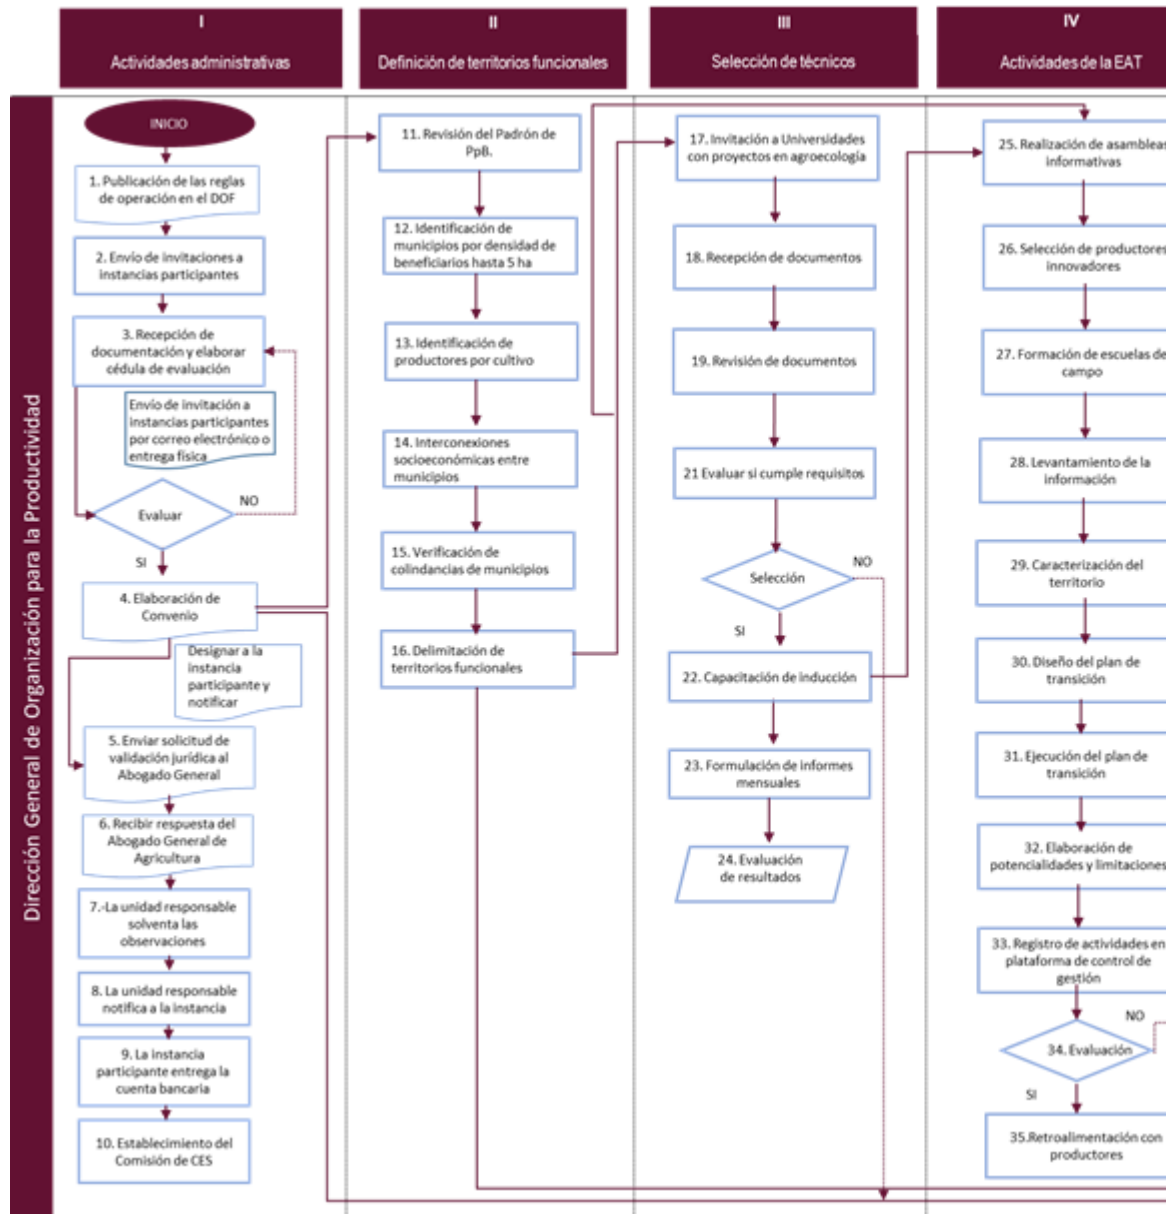 Dirección General de Organización para la Productividad
I
Actividades administrativas
INICIO
1. Publicación de las reglas
de operación en el DOF
2. Envío de invitaciones a
instancias participantes
3. Recepción de
documentación y elaborar
cédula de evaluación
Envío de invitación a
instancias participantes
por correo electrónico o
entrega física
Evaluar
NO
SI
4. Elaboración de
Convenio
Designar a la
instancia
participante y
notificar
5. Enviar solicitud de
validación jurídica al
Abogado General
6. Recibir respuesta del
Abogado General de
Agricultura
7.-La unidad responsable
solventa las
observaciones
8. La unidad responsable
notifica a la instancia
9. La instancia
participante entrega la
cuenta bancaria
10. Establecimiento del
Comisión de CES
II
Definición de territorios funcionales
11. Revisión del Padrón de
PpB.
12. Identificación de
municipios por densidad de
beneficiarios hasta 5 ha
13. Identificación de
productores por cultivo
14. Interconexiones
socioeconómicas entre
municipios
15. Verificación de
colindancias de municipios
16. Delimitación de
territorios funcionales
III
Selección de técnicos
17. Invitación a Universidades
con proyectos en agroecología
18. Recepción de documentos
19. Revisión de documentos
21 Evaluar si cumple requisitos
Selección
NO
SI
22. Capacitación de inducción
23. Formulación de informes
mensuales
24. Evaluación
de resultados
IV
Actividades de la EAT
25. Realización de asambleas
informativas
26. Selección de productores
innovadores
27. Formación de escuelas de
campo
28. Levantamiento de la
información
29. Caracterización del
territorio
30. Diseño del plan de
transición
31. Ejecución del plan de
transición
32. Elaboración de
potencialidades y limitaciones
33. Registro de actividades en
plataforma de control de
gestión
NO
34. Evaluación
SI
35.Retroalimentación con
productores